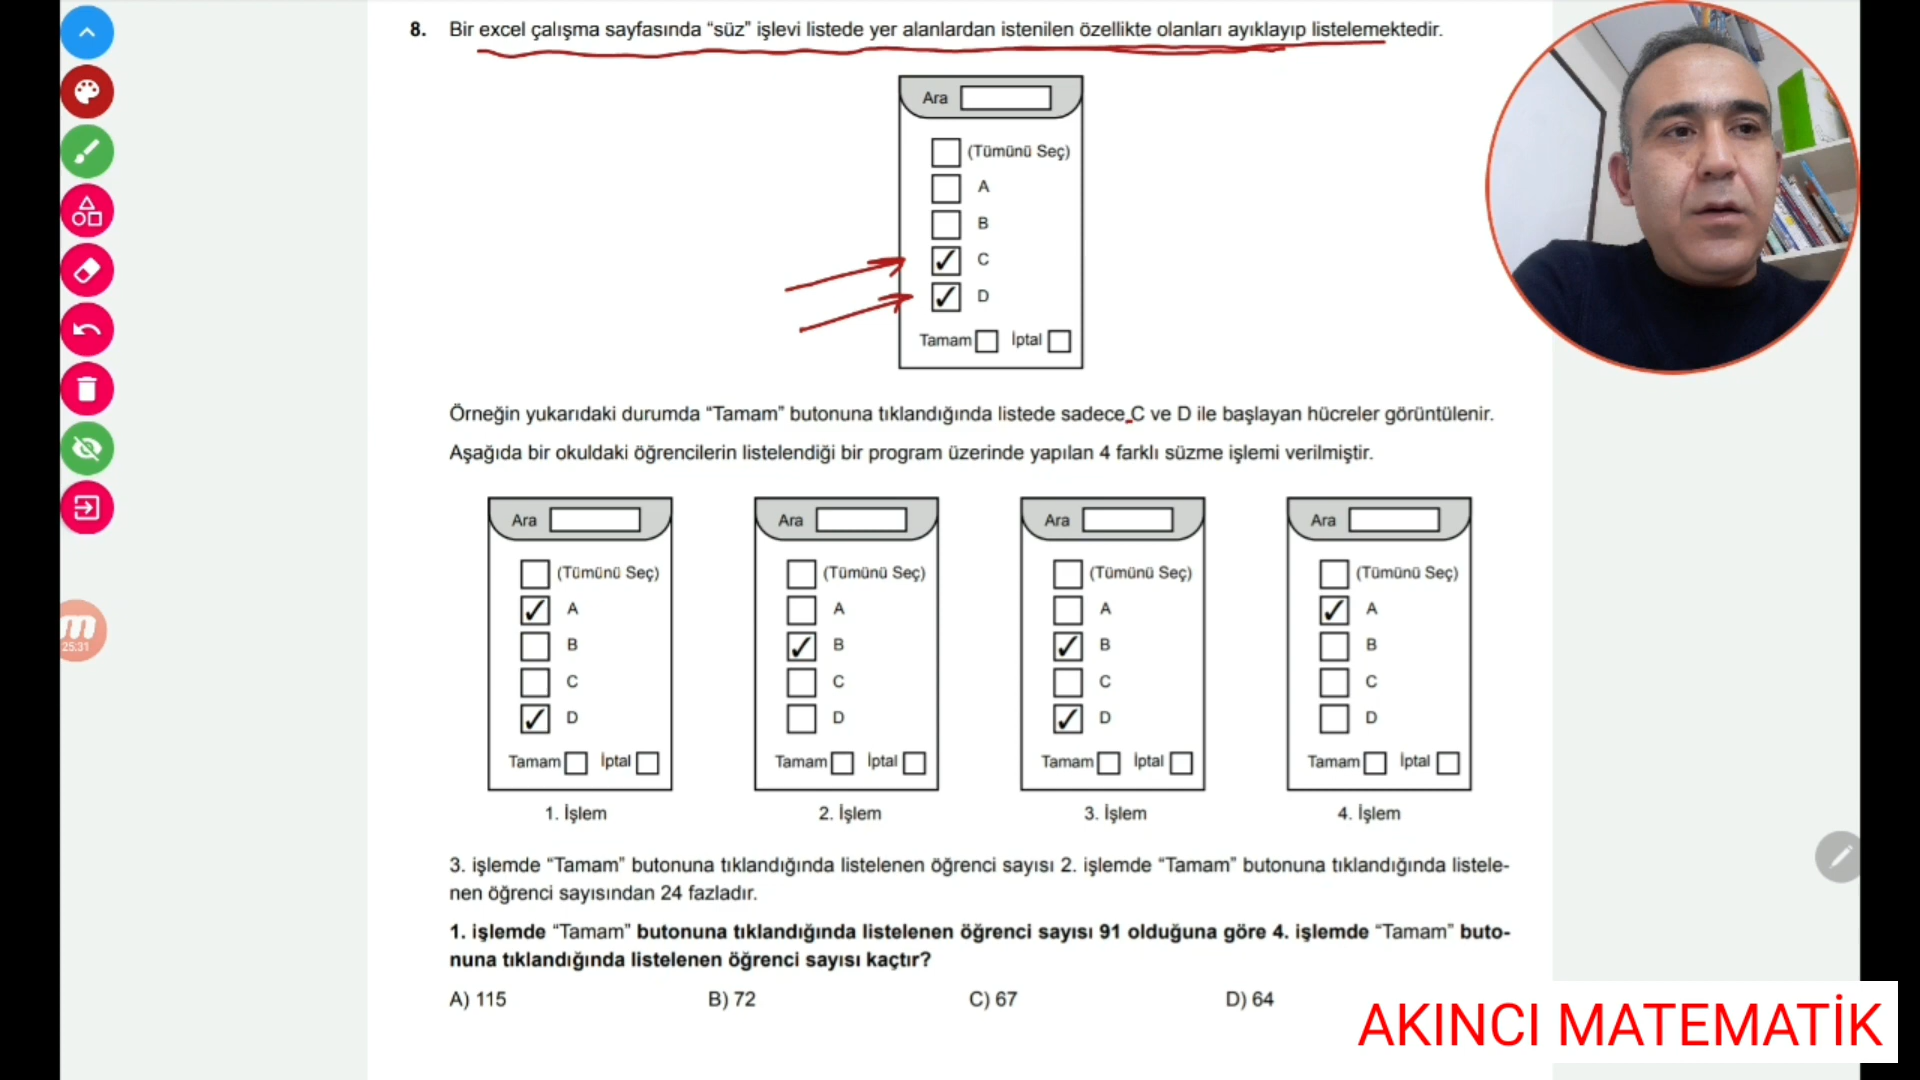 8. Bir excel çalışma sayfasında “süz” işlevi listede yer alanlardan istenilen özellikte olanları ayıklayıp listelemektedir.
Ara
(Tümünü Seç)
A
B
C
D
Tamam İptal
Örneğin yukarıdaki durumda “Tamam” butonuna tıklandığında listede sadece C ve D ile başlayan hücreler görüntülenir.
Aşağıda bir okuldaki öğrencilerin listelendiği bir program üzerinde yapılan 4 farklı süzme işlemi verilmiştir.
Ara
(Tümünü Seç)
A
B
C
D
Tamam İptal
1. İşlem
Ara
(Tümünü Seç)
A
B
C
D
Tamam İptal
2. İşlem
Ara
(Tümünü Seç)
A
B
C
D
Tamam İptal
3. İşlem
Ara
(Tümünü Seç)
A
B
C
D
Tamam İptal
4. İşlem
3. işlemde “Tamam” butonuna tıklandığında listelenen öğrenci sayısı 2. işlemde “Tamam” butonuna tıklandığında listele-
nen öğrenci sayısından 24 fazladır.
1. işlemde “Tamam” butonuna tıklandığında listelenen öğrenci sayısı 91 olduğuna göre 4. işlemde “Tamam” buto-
nuna tıklandığında listelenen öğrenci sayısı kaçtır?
A) 115 B) 72 C) 67 D) 64
m
25:31
AKINCI MATEMATİK